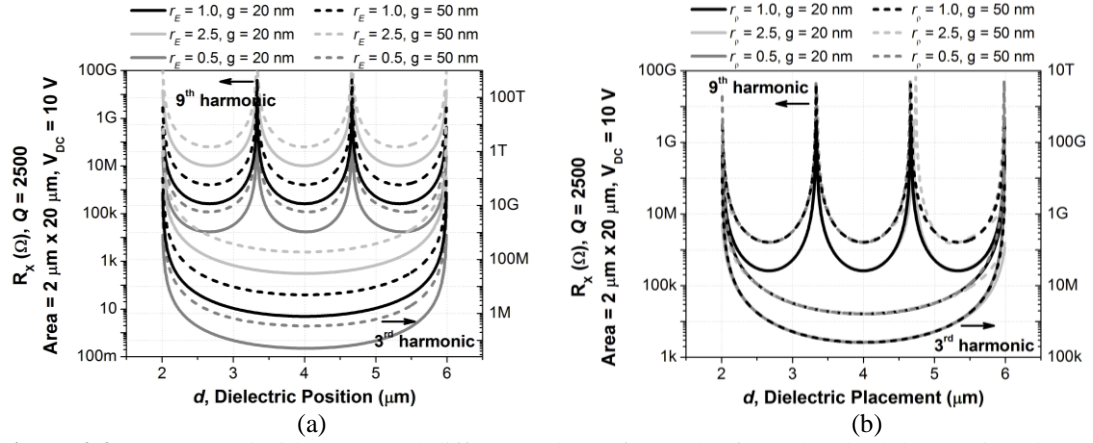 r_E = 1.0, g = 20 nm r_E = 1.0, g = 50 nm
r_E = 2.5, g = 20 nm r_E = 2.5, g = 50 nm
r_E = 0.5, g = 20 nm r_E = 0.5, g = 50 nm
R_X (Ω), Q = 2500
Area = 2 μm x 20 μm, V_DC = 10 V
100G
1G
10M
100k
1k
10
100m
100T
1T
10G
100M
1M
9th harmonic
3rd harmonic
2 3 4 5 6
d, Dielectric Position (μm)
(a)
r_ρ = 1.0, g = 20 nm r_ρ = 1.0, g = 50 nm
r_ρ = 2.5, g = 20 nm r_ρ = 2.5, g = 50 nm
r_ρ = 0.5, g = 20 nm r_ρ = 0.5, g = 50 nm
R_X (Ω), Q = 2500
Area = 2 μm x 20 μm, V_DC = 10 V
100G
1G
10M
100k
1k
10T
100G
1G
10M
100k
9th harmonic
3rd harmonic
2 3 4 5 6
d, Dielectric Placement (μm)
(b)